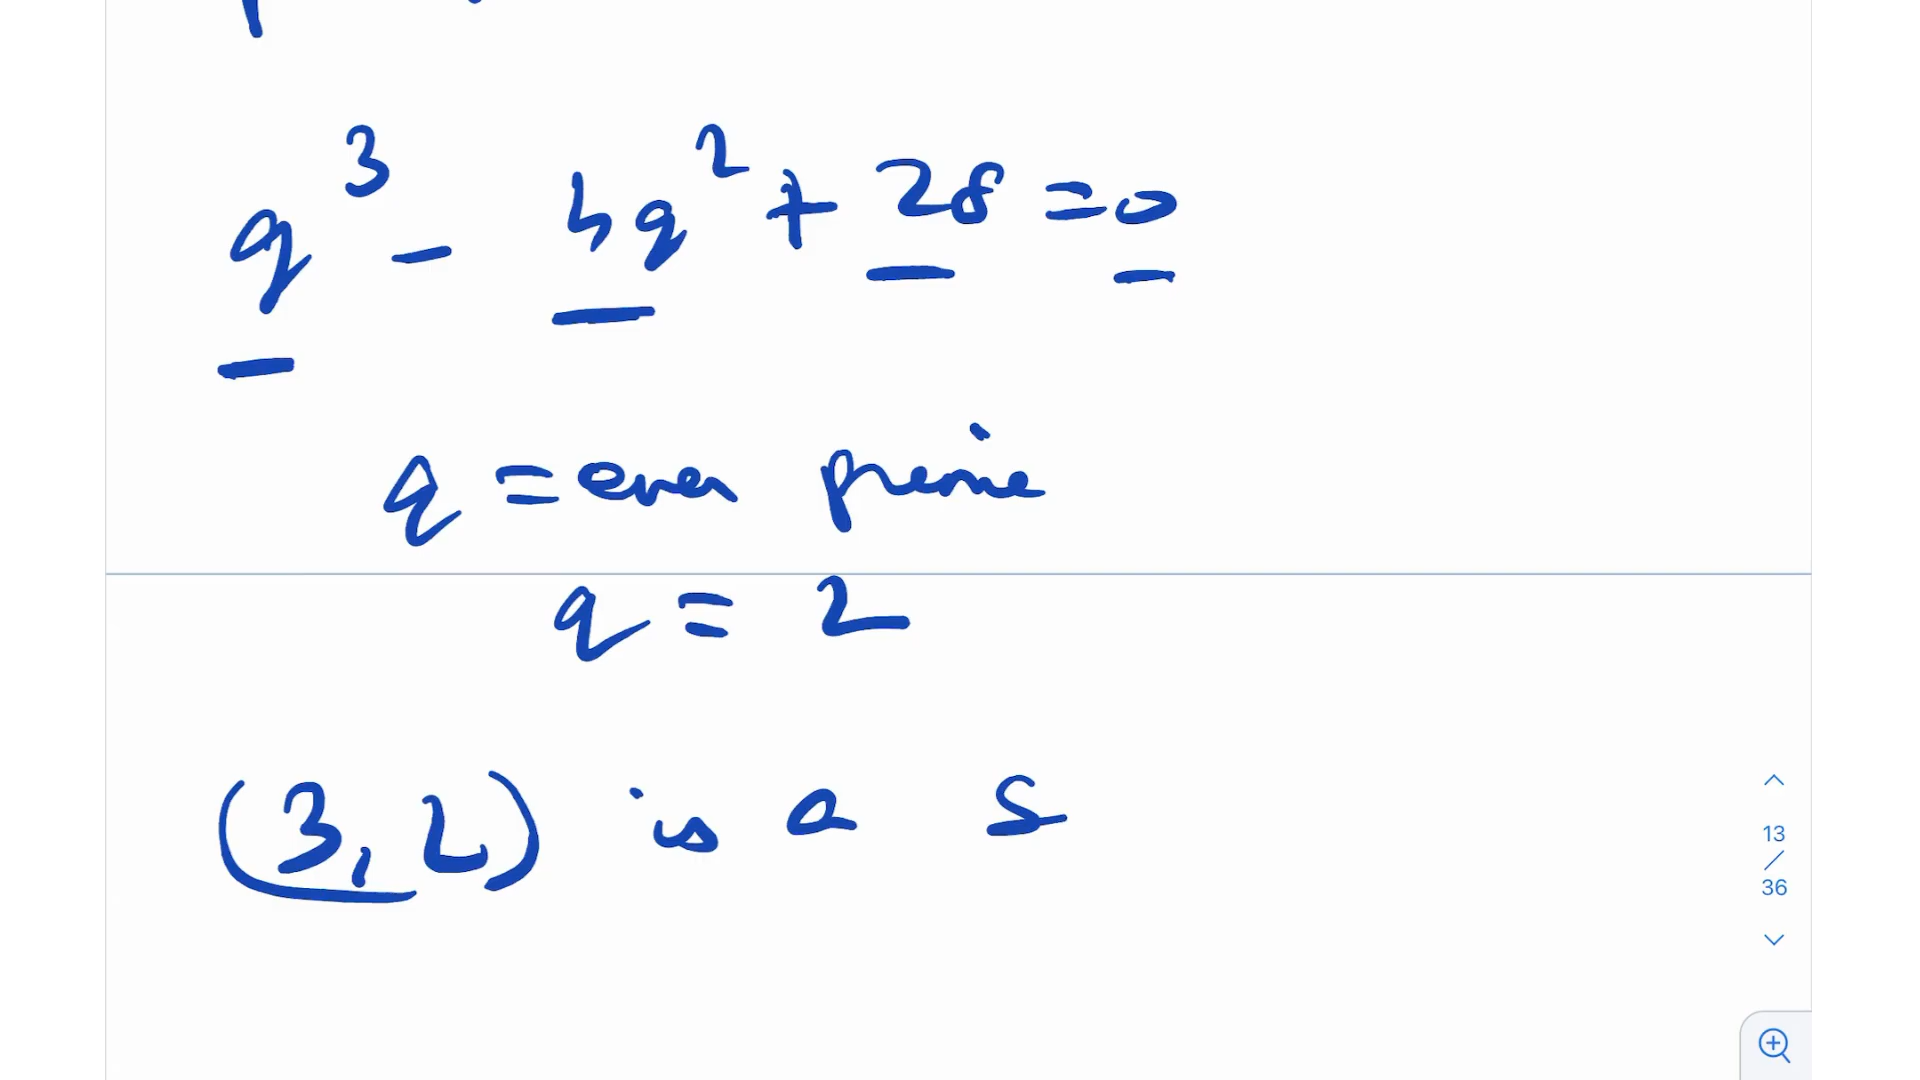 q³ - 4q² + 28 = 0
q = even prime
q = 2
(3, 2) is a s
13
/
36